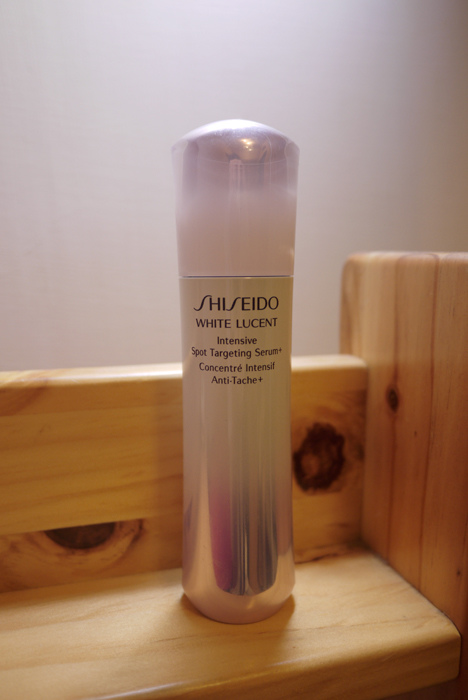 SHISEIDO
WHITE LUCENT
Intensive
Spot Targeting Serum+
Concentré Intensif
Anti-Tache+